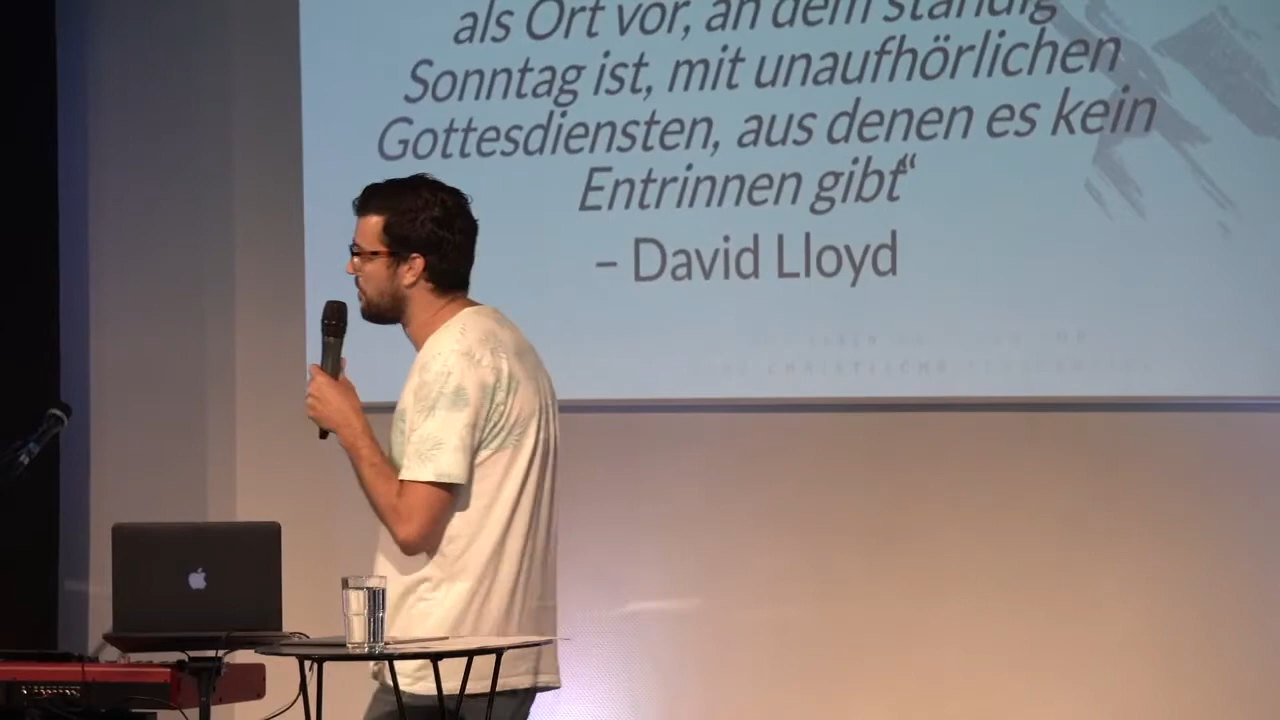 als Ort vor, an dem ständig
Sonntag ist, mit unaufhörlichen
Gottesdiensten, aus denen es kein
Entrinnen gibt“
– David Lloyd